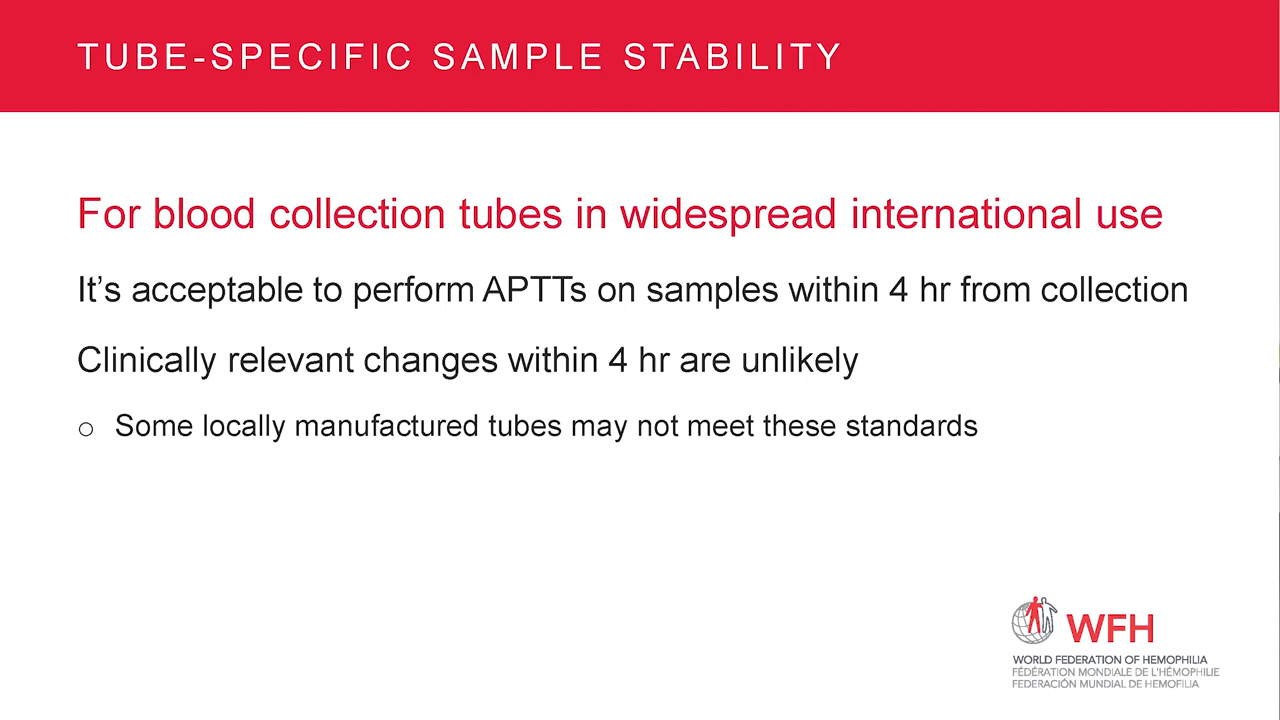 TUBE-SPECIFIC SAMPLE STABILITY
For blood collection tubes in widespread international use
It’s acceptable to perform APTTs on samples within 4 hr from collection
Clinically relevant changes within 4 hr are unlikely
o Some locally manufactured tubes may not meet these standards
WFH
WORLD FEDERATION OF HEMOPHILIA
FÉDÉRATION MONDIALE DE L'HÉMOPHILIE
FEDERACIÓN MUNDIAL DE HEMOFILIA